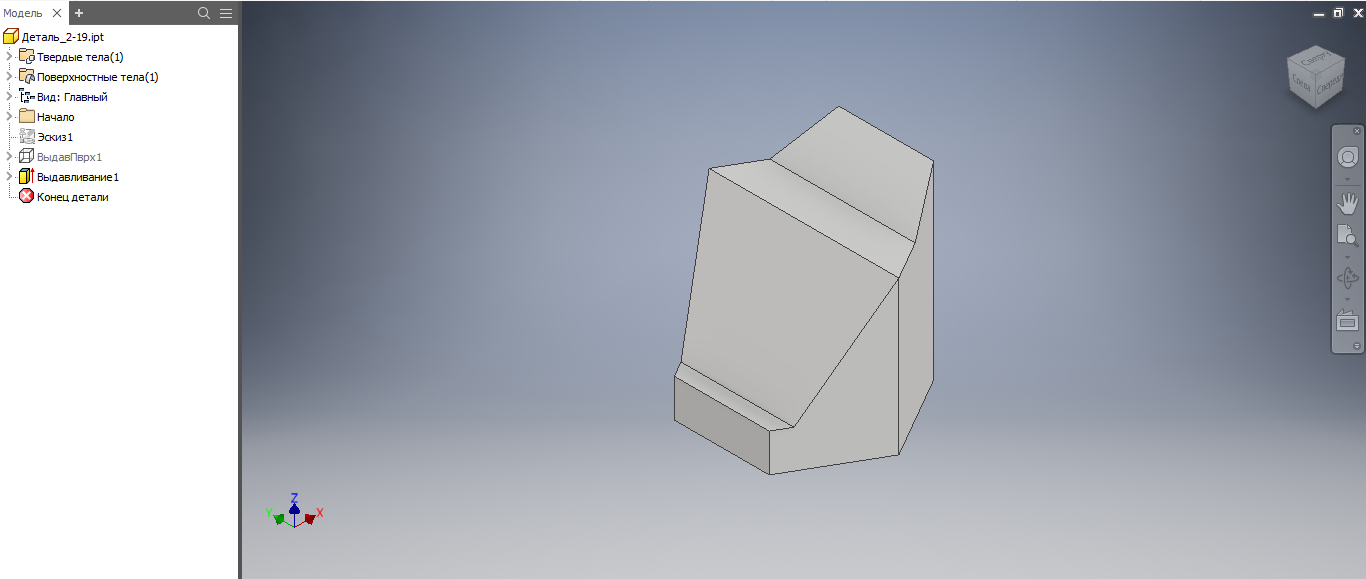 Модель
Деталь_2-19.ipt
Твердые тела(1)
Поверхностные тела(1)
Вид: Главный
Начало
Эскиз1
ВыдавПврх1
Выдавливание1
Конец детали
Z
Y
X